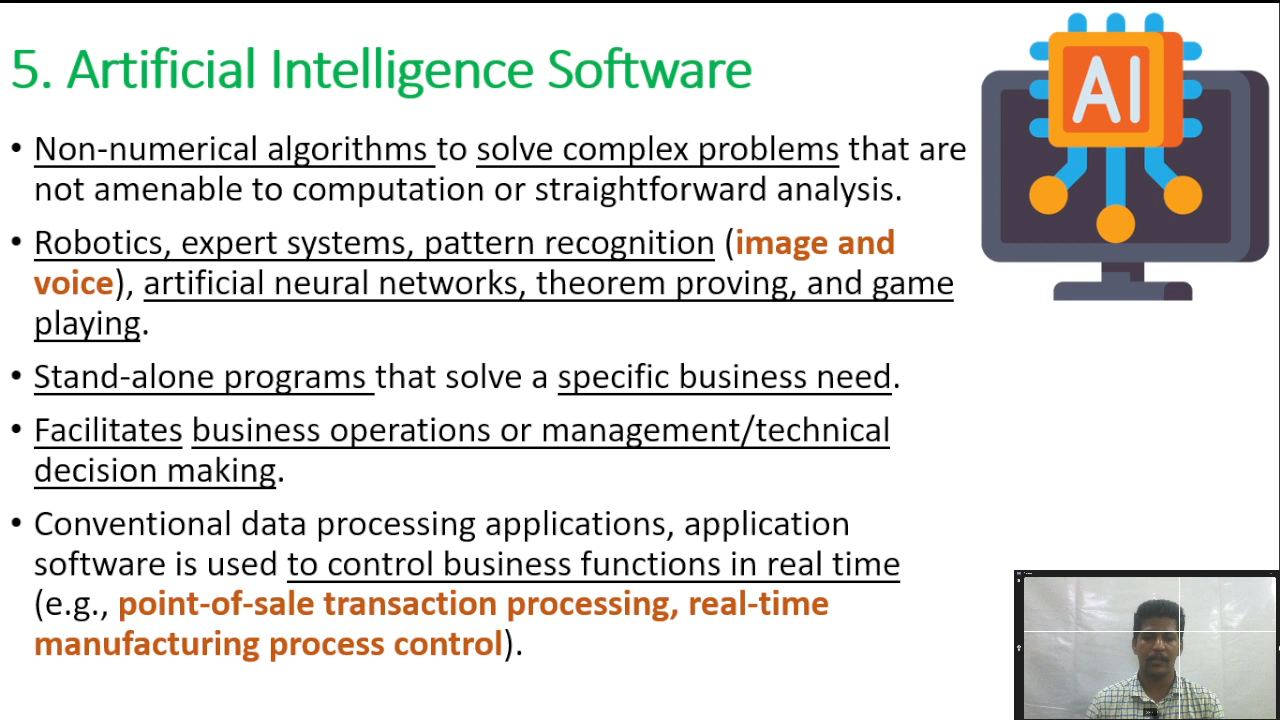 5. Artificial Intelligence Software
AI
• Non-numerical algorithms to solve complex problems that are
not amenable to computation or straightforward analysis.
• Robotics, expert systems, pattern recognition (image and
voice), artificial neural networks, theorem proving, and game
playing.
• Stand-alone programs that solve a specific business need.
• Facilitates business operations or management/technical
decision making.
• Conventional data processing applications, application
software is used to control business functions in real time
(e.g., point-of-sale transaction processing, real-time
manufacturing process control).